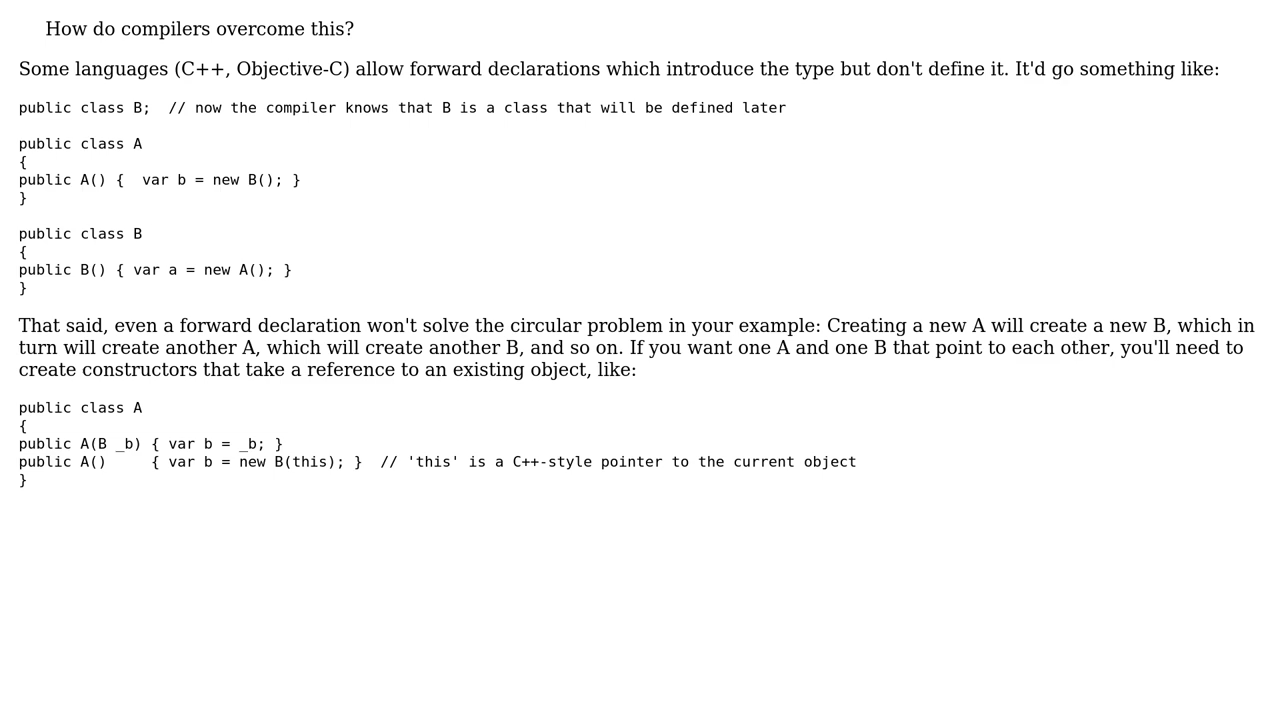 How do compilers overcome this?
Some languages (C++, Objective-C) allow forward declarations which introduce the type but don't define it. It'd go something like:
public class B;  // now the compiler knows that B is a class that will be defined later
public class A
{
public A() {  var b = new B(); }
}
public class B
{
public B() { var a = new A(); }
}
That said, even a forward declaration won't solve the circular problem in your example: Creating a new A will create a new B, which in
turn will create another A, which will create another B, and so on. If you want one A and one B that point to each other, you'll need to
create constructors that take a reference to an existing object, like:
public class A
{
public A(B _b) { var b = _b; }
public A()     { var b = new B(this); }  // 'this' is a C++-style pointer to the current object
}